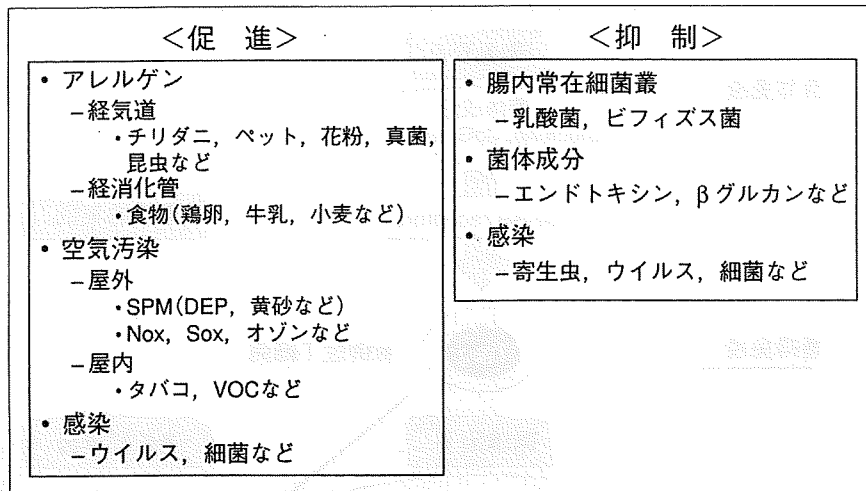 ＜促　進＞
• アレルゲン
－経気道
・チリダニ，ペット，花粉，真菌，
昆虫など
－経消化管
・食物(鶏卵，牛乳，小麦など)
• 空気汚染
－屋外
・SPM(DEP，黄砂など)
・Nox，Sox，オゾンなど
－屋内
・タバコ，VOCなど
• 感染
－ウイルス，細菌など
＜抑　制＞
• 腸内常在細菌叢
－乳酸菌，ビフィズス菌
• 菌体成分
－エンドトキシン，βグルカンなど
• 感染
－寄生虫，ウイルス，細菌など